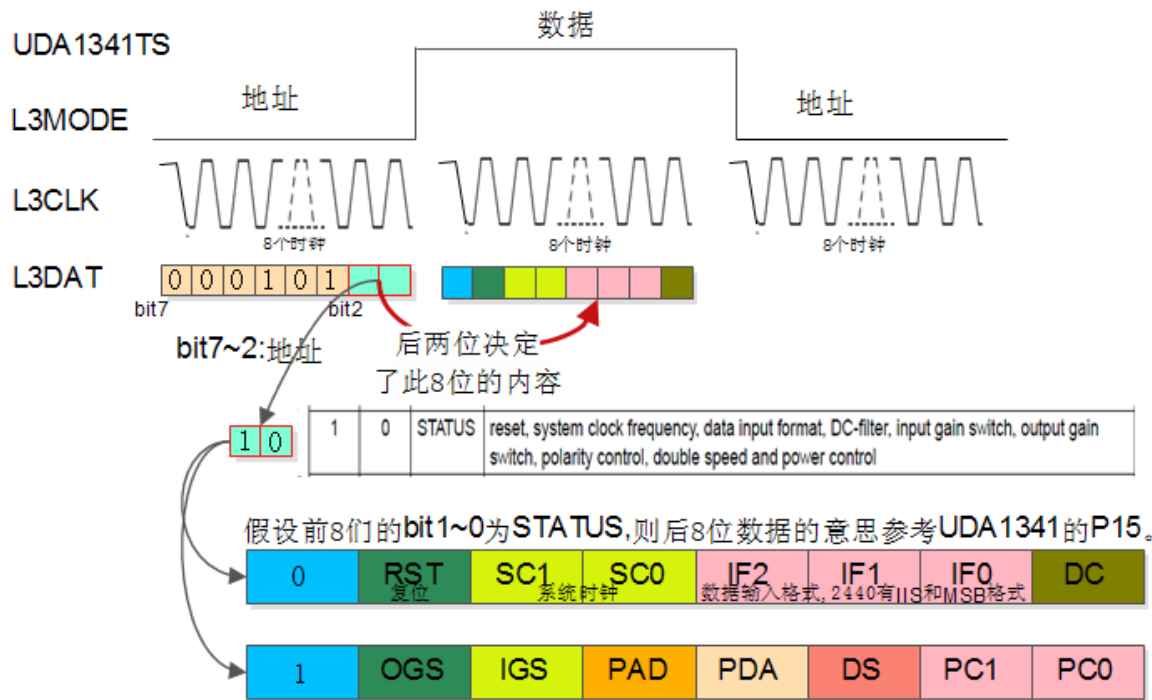 UDA1341TS
数据
地址
地址
L3MODE
L3CLK
8个时钟
8个时钟
8个时钟
L3DAT
0 0 0 1 0 1
bit7
bit2
bit7~2:地址
后两位决定
了此8位的内容
1 0
1 0 STATUS reset, system clock frequency, data input format, DC-filter, input gain switch, output gain
switch, polarity control, double speed and power control
假设前8们的bit1~0为STATUS,则后8位数据的意思参考UDA1341的P15。
0 RST SC1 SC0 IF2 IF1 IF0 DC
复位 系统时钟 数据输入格式, 2440有IIS和MSB格式
1 OGS IGS PAD PDA DS PC1 PC0